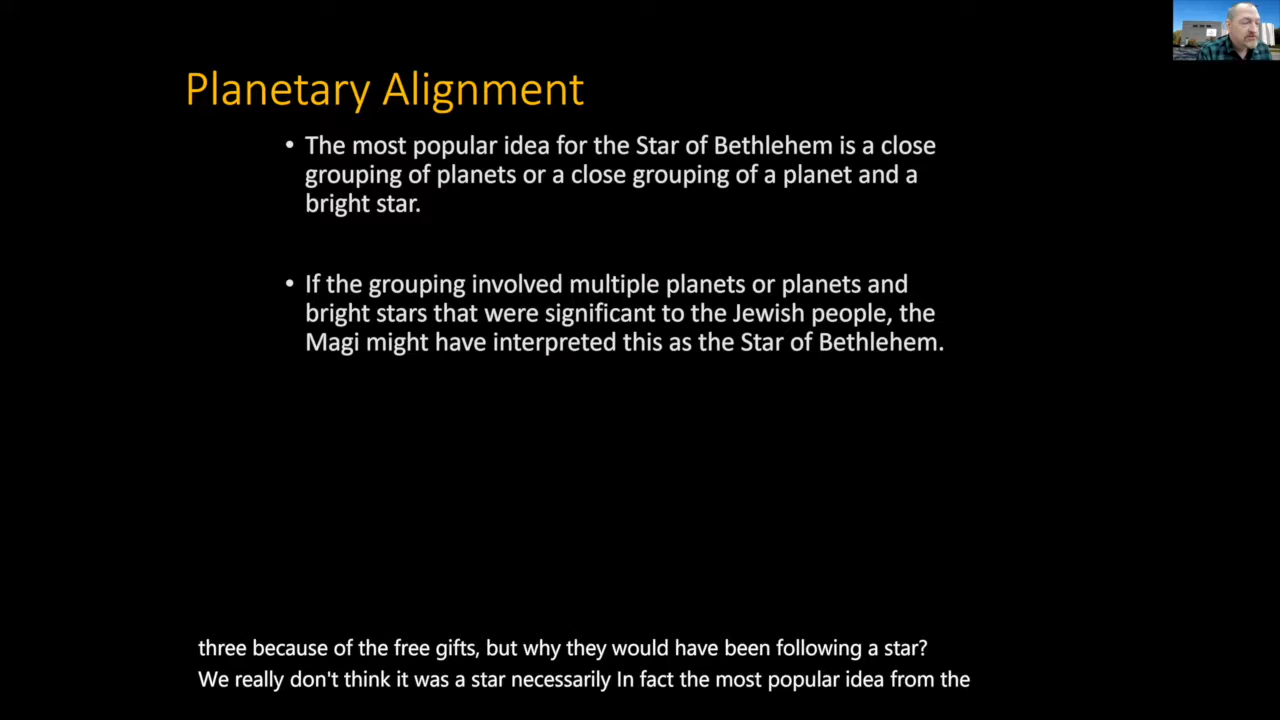 Planetary Alignment
• The most popular idea for the Star of Bethlehem is a close
grouping of planets or a close grouping of a planet and a
bright star.
• If the grouping involved multiple planets or planets and
bright stars that were significant to the Jewish people, the
Magi might have interpreted this as the Star of Bethlehem.
three because of the free gifts, but why they would have been following a star?
We really don't think it was a star necessarily In fact the most popular idea from the